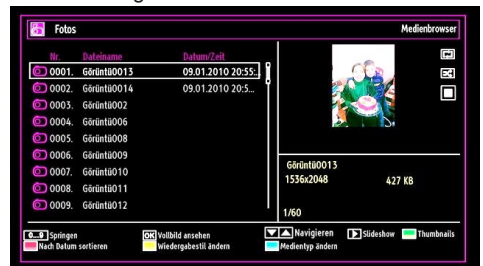 Fotos Medienbrowser
Nr. Dateiname Datum/Zeit
0001. Görüntü0013 09.01.2010 20:55:..
0002. Görüntü0014 09.01.2010 20:5...
0003. Görüntü002
0004. Görüntü006
0005. Görüntü008
0006. Görüntü009
0007. Görüntü010
0008. Görüntü011
0009. Görüntü012
Görüntü0013
1536x2048 427 KB
1/60
0...9 Springen OK Vollbild ansehen Navigieren Slideshow Thumbnails
Nach Datum sortieren Wiedergabestil ändern Medientyp ändern